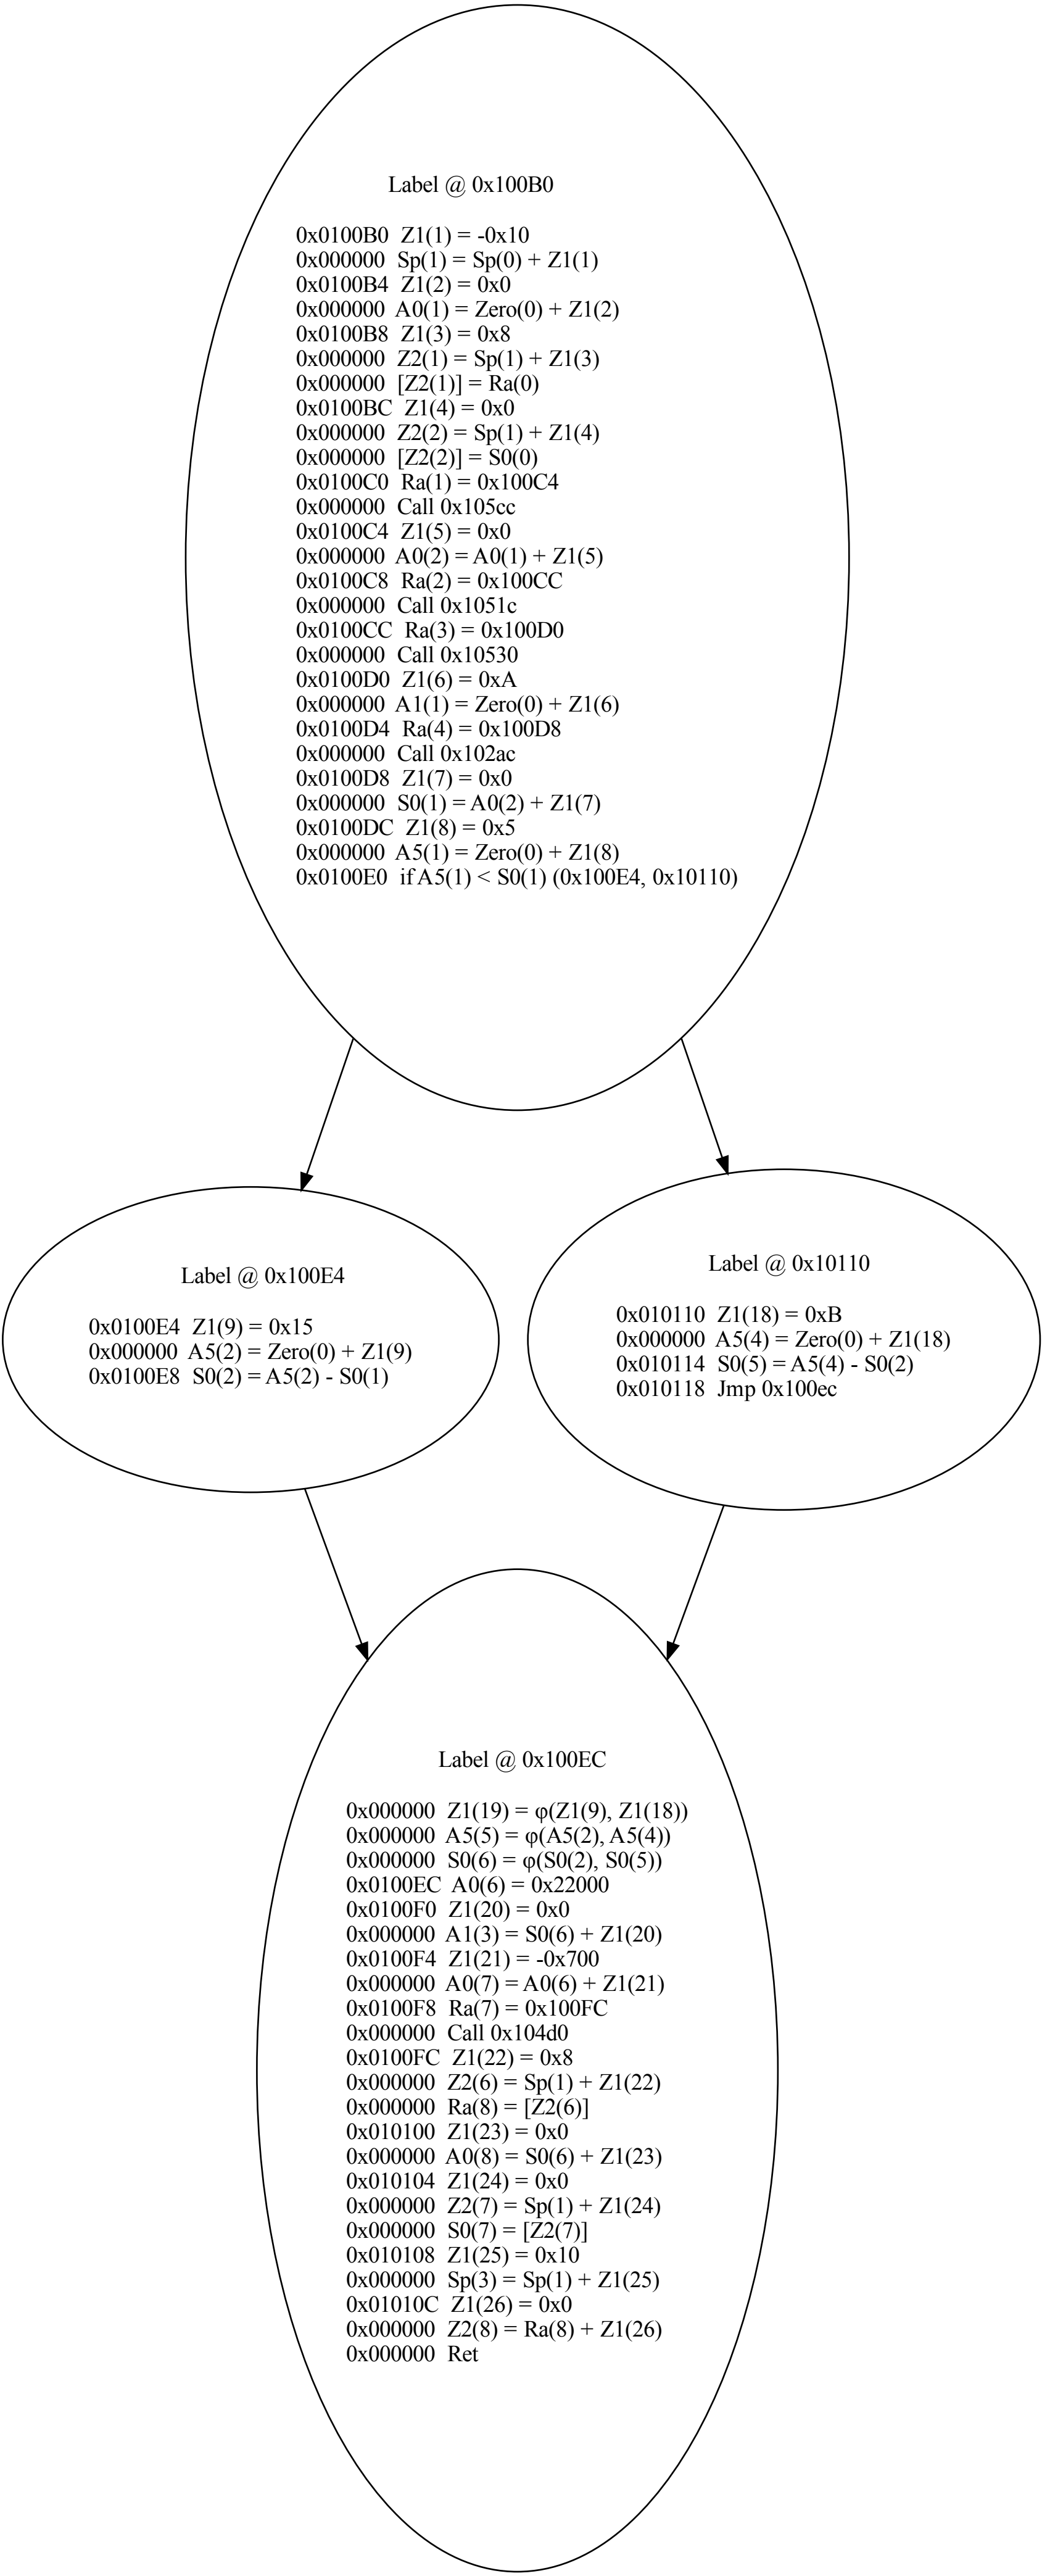 Label @ 0x100B0
0x0100B0 Z1(1) = -0x10
0x000000 Sp(1) = Sp(0) + Z1(1)
0x0100B4 Z1(2) = 0x0
0x000000 A0(1) = Zero(0) + Z1(2)
0x0100B8 Z1(3) = 0x8
0x000000 Z2(1) = Sp(1) + Z1(3)
0x000000 [Z2(1)] = Ra(0)
0x0100BC Z1(4) = 0x0
0x000000 Z2(2) = Sp(1) + Z1(4)
0x000000 [Z2(2)] = S0(0)
0x0100C0 Ra(1) = 0x100C4
0x000000 Call 0x105cc
0x0100C4 Z1(5) = 0x0
0x000000 A0(2) = A0(1) + Z1(5)
0x0100C8 Ra(2) = 0x100CC
0x000000 Call 0x1051c
0x0100CC Ra(3) = 0x100D0
0x000000 Call 0x10530
0x0100D0 Z1(6) = 0xA
0x000000 A1(1) = Zero(0) + Z1(6)
0x0100D4 Ra(4) = 0x100D8
0x000000 Call 0x102ac
0x0100D8 Z1(7) = 0x0
0x000000 S0(1) = A0(2) + Z1(7)
0x0100DC Z1(8) = 0x5
0x000000 A5(1) = Zero(0) + Z1(8)
0x0100E0 if A5(1) < S0(1) (0x100E4, 0x10110)
Label @ 0x100E4
0x0100E4 Z1(9) = 0x15
0x000000 A5(2) = Zero(0) + Z1(9)
0x0100E8 S0(2) = A5(2) - S0(1)
Label @ 0x10110
0x010110 Z1(18) = 0xB
0x000000 A5(4) = Zero(0) + Z1(18)
0x010114 S0(5) = A5(4) - S0(2)
0x010118 Jmp 0x100ec
Label @ 0x100EC
0x000000 Z1(19) = φ(Z1(9), Z1(18))
0x000000 A5(5) = φ(A5(2), A5(4))
0x000000 S0(6) = φ(S0(2), S0(5))
0x0100EC A0(6) = 0x22000
0x0100F0 Z1(20) = 0x0
0x000000 A1(3) = S0(6) + Z1(20)
0x0100F4 Z1(21) = -0x700
0x000000 A0(7) = A0(6) + Z1(21)
0x0100F8 Ra(7) = 0x100FC
0x000000 Call 0x104d0
0x0100FC Z1(22) = 0x8
0x000000 Z2(6) = Sp(1) + Z1(22)
0x000000 Ra(8) = [Z2(6)]
0x010100 Z1(23) = 0x0
0x000000 A0(8) = S0(6) + Z1(23)
0x010104 Z1(24) = 0x0
0x000000 Z2(7) = Sp(1) + Z1(24)
0x000000 S0(7) = [Z2(7)]
0x010108 Z1(25) = 0x10
0x000000 Sp(3) = Sp(1) + Z1(25)
0x01010C Z1(26) = 0x0
0x000000 Z2(8) = Ra(8) + Z1(26)
0x000000 Ret